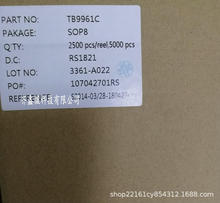 PART NO: TB9961C
PAKAGE: SOP8
Q'TY: 2500 pcs/reel,5000 pcs
D.C: RS1821
LOT NO: 3361-A022
PO#: 107042701RS
REFERENCE
shop22161cy854312.1688.com